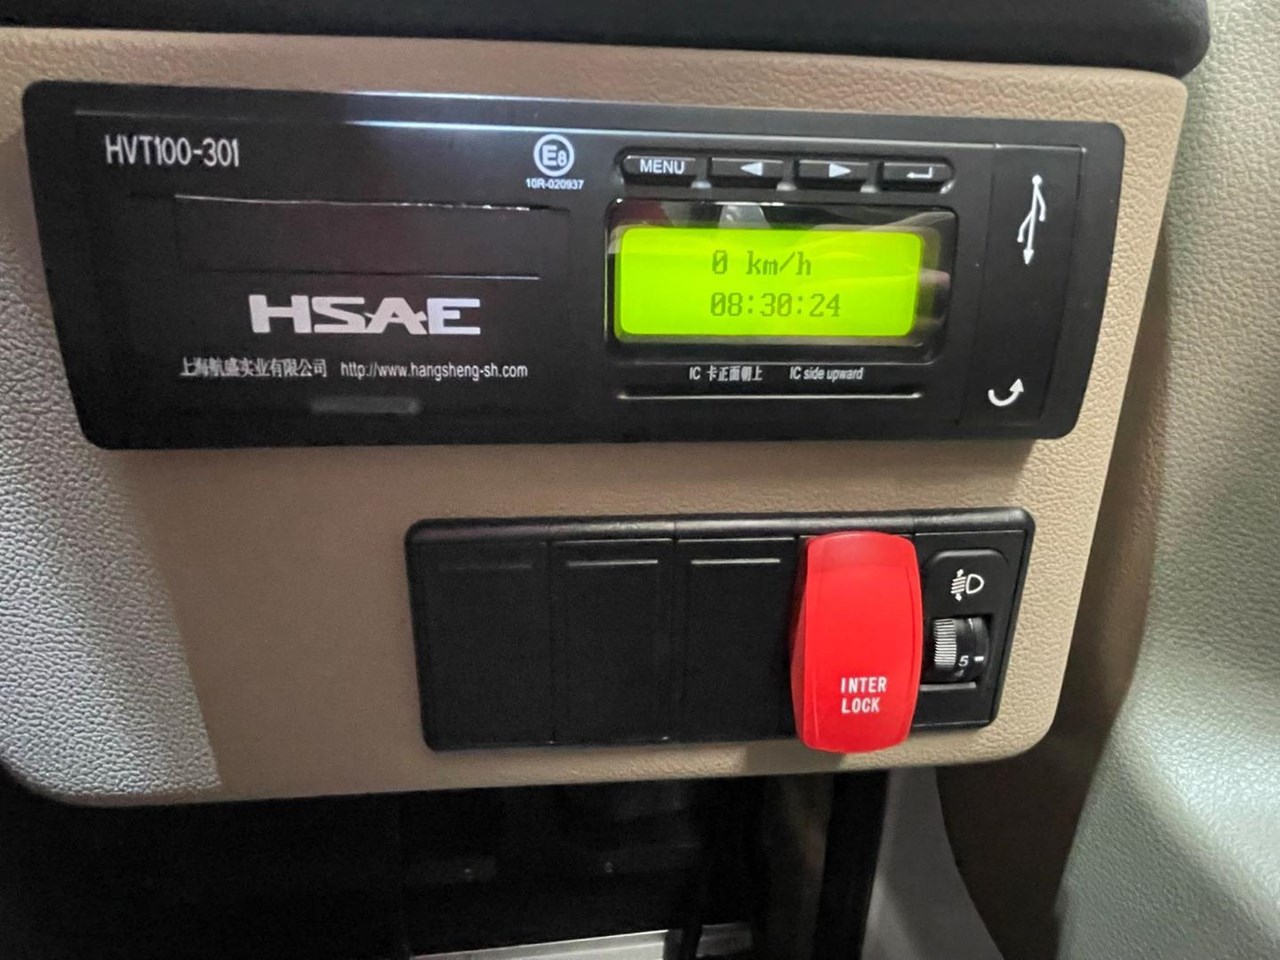 HVT100-301
E8
10R-020937
MENU
0 km/h
08:30:24
HSAE
上海航盛实业有限公司 http://www.hangsheng-sh.com
IC 卡正面朝上 IC side upward
INTER
LOCK
5